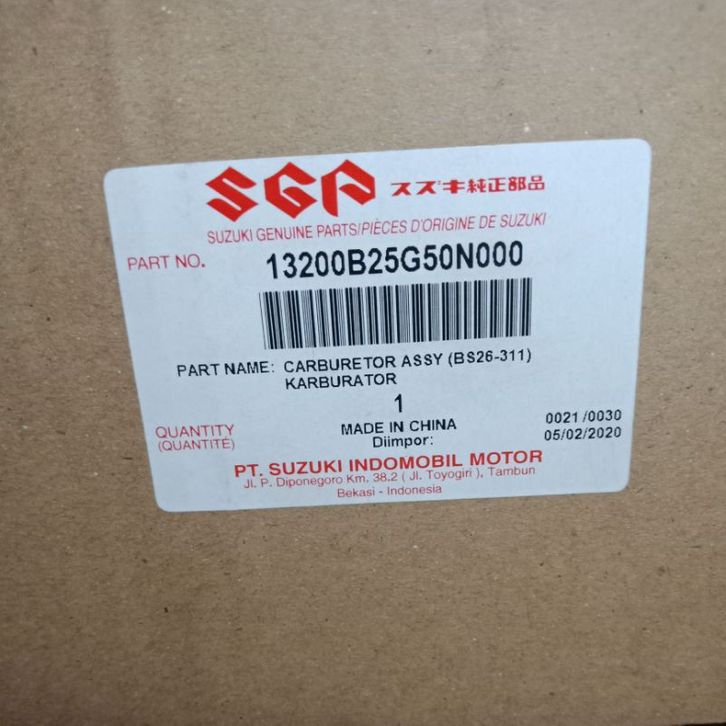 SGP スズキ純正部品
SUZUKI GENUINE PARTS/PIÈCES D'ORIGINE DE SUZUKI
PART NO. 13200B25G50N000
PART NAME: CARBURETOR ASSY (BS26-311)
KARBURATOR
QUANTITY 1
(QUANTITÉ)
MADE IN CHINA 0021/0030
Diimpor: 05/02/2020
PT. SUZUKI INDOMOBIL MOTOR
Jl. P. Diponegoro Km. 38.2 ( Jl. Toyogiri ), Tambun
Bekasi - Indonesia